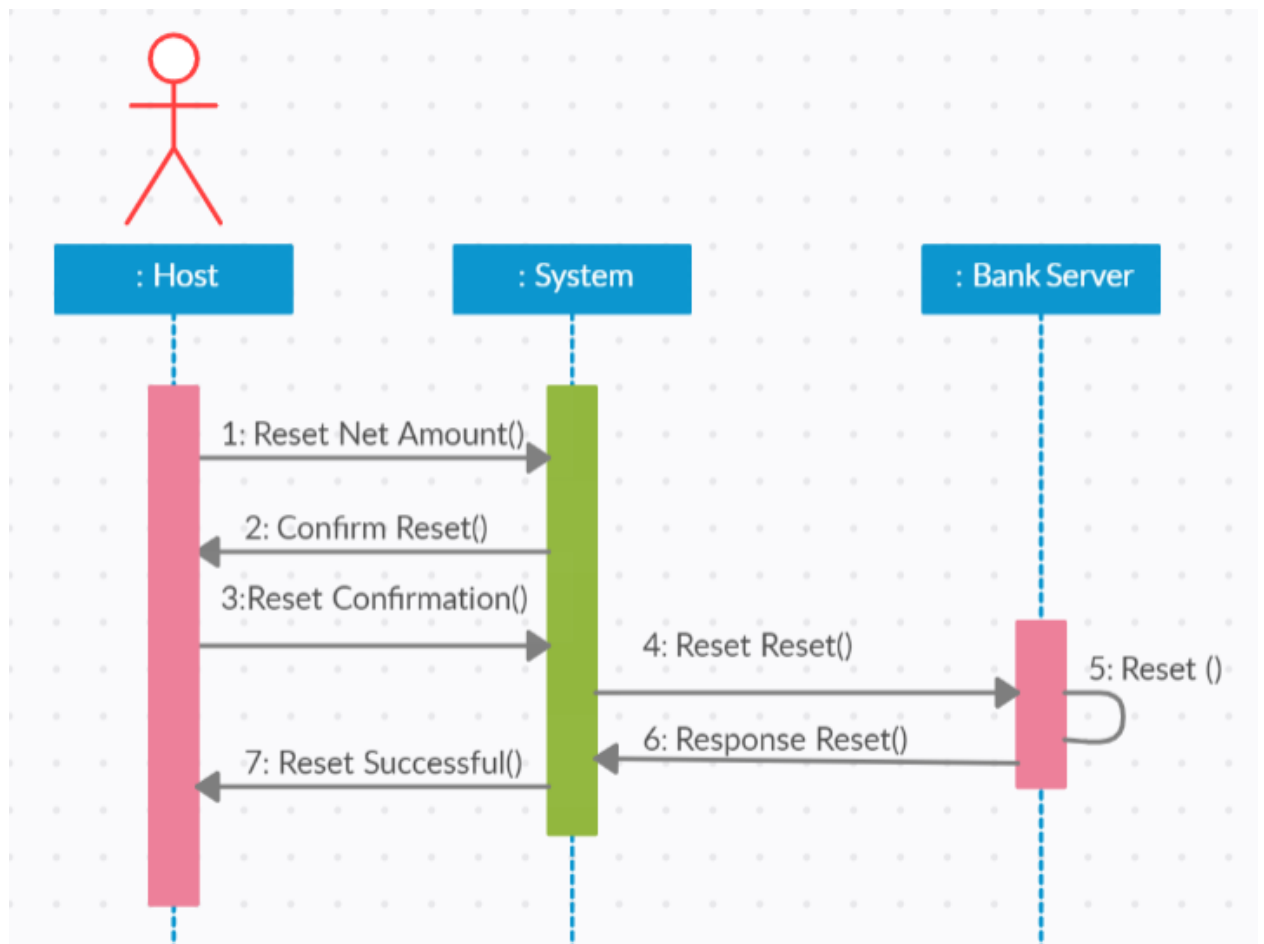 : Host
: System
: Bank Server
1: Reset Net Amount()
2: Confirm Reset()
3:Reset Confirmation()
4: Reset Reset()
5: Reset ()
6: Response Reset()
7: Reset Successful()